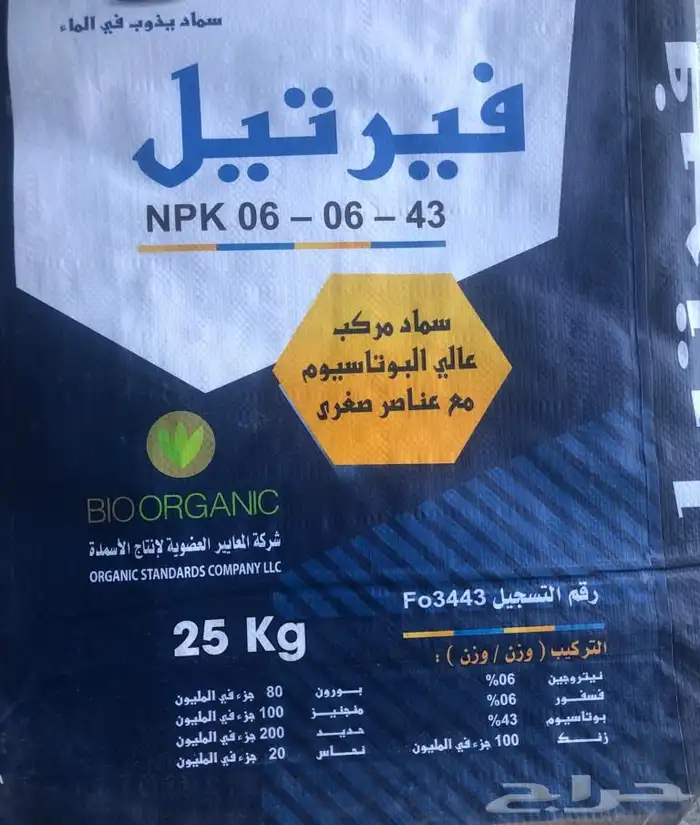 سماد يذوب في الماء
فيرتيل
NPK 06 – 06 – 43
سماد مركب
عالي البوتاسيوم
مع عناصر صغرى
BIOORGANIC
شركة المعايير العضوية لإنتاج الأسمدة
ORGANIC STANDARDS COMPANY LLC
رقم التسجيل Fo3443
25 Kg
التركيب ( وزن / وزن ) :
نيتروجين 06%
فسفور 06%
بوتاسيوم 43%
زنك 100 جزء في المليون
بورون 80 جزء في المليون
منجنيز 100 جزء في المليون
حديد 200 جزء في المليون
نحاس 20 جزء في المليون
حراج